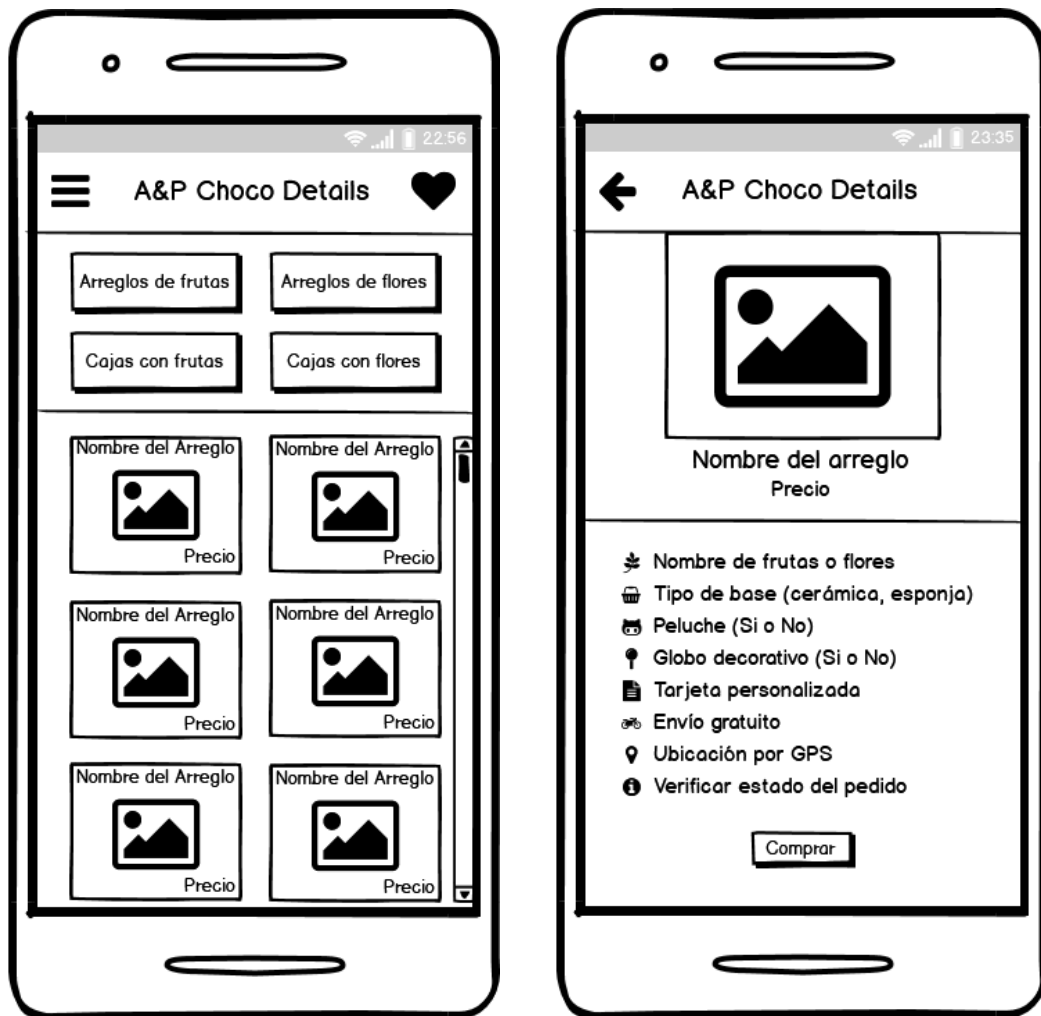 22:56
A&P Choco Details
Arreglos de frutas
Arreglos de flores
Cajas con frutas
Cajas con flores
Nombre del Arreglo
Precio
Nombre del Arreglo
Precio
Nombre del Arreglo
Precio
Nombre del Arreglo
Precio
Nombre del Arreglo
Precio
Nombre del Arreglo
Precio
23:35
A&P Choco Details
Nombre del arreglo
Precio
Nombre de frutas o flores
Tipo de base (cerámica, esponja)
Peluche (Si o No)
Globo decorativo (Si o No)
Tarjeta personalizada
Envío gratuito
Ubicación por GPS
Verificar estado del pedido
Comprar